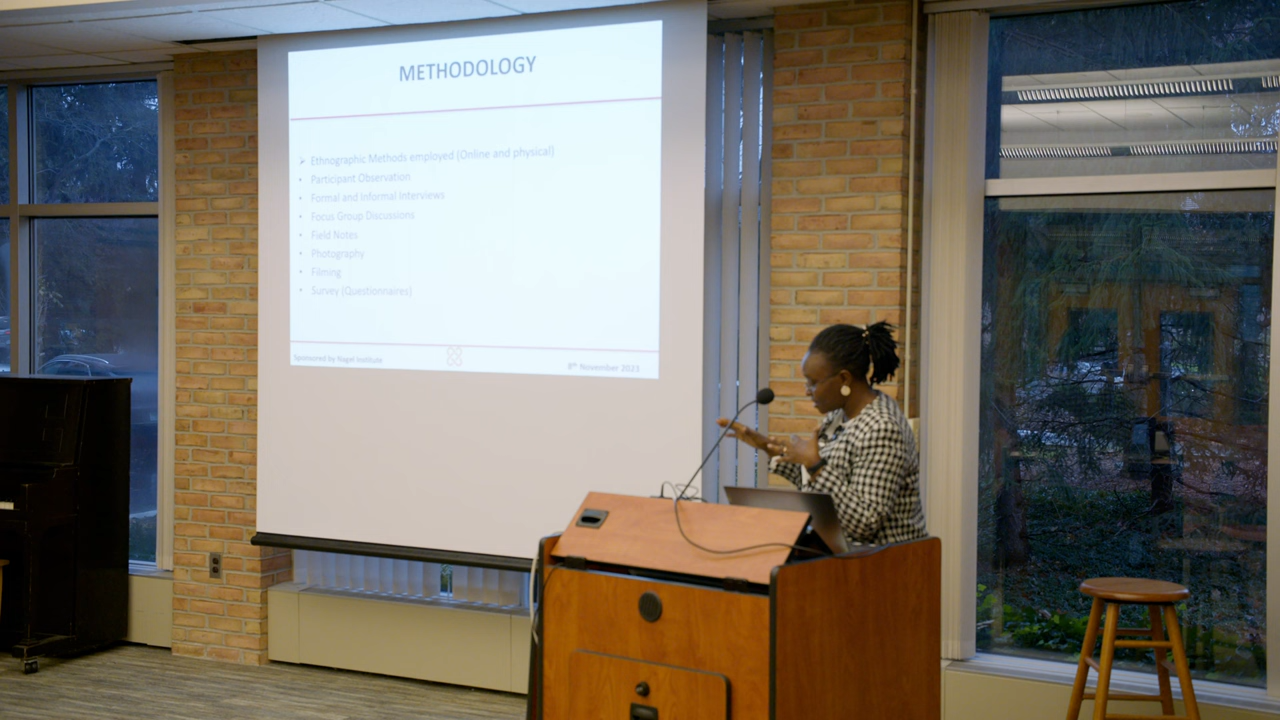 METHODOLOGY
➢ Ethnographic Methods employed (Online and physical)
• Participant Observation
• Formal and Informal Interviews
• Focus Group Discussions
• Field Notes
• Photography
• Filming
• Survey (Questionnaires)
Sponsored by Nagel Institute
8th November 2023